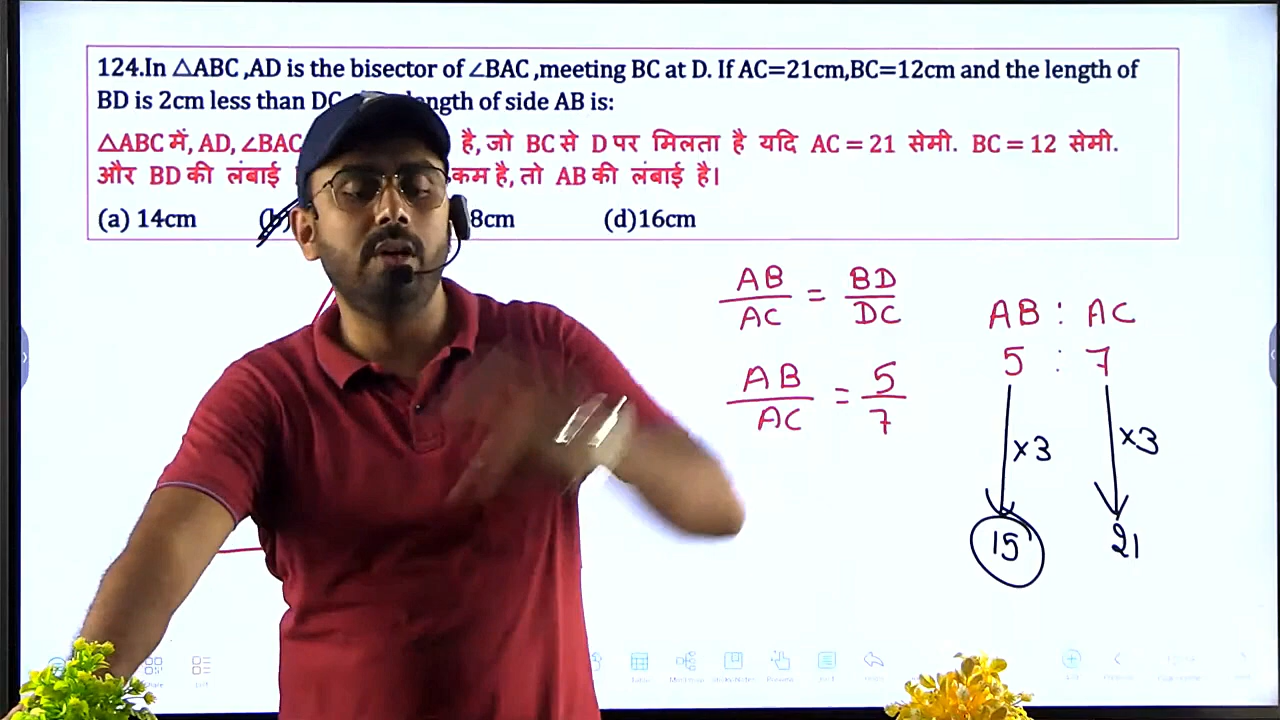 124.In △ABC ,AD is the bisector of ∠BAC ,meeting BC at D. If AC=21cm,BC=12cm and the length of
BD is 2cm less than DC length of side AB is:
△ABC में, AD, ∠BAC है, जो BC से D पर मिलता है यदि AC = 21 सेमी. BC = 12 सेमी.
और BD की लंबाई कम है, तो AB की लंबाई है।
(a) 14cm (b) 8cm (d)16cm
AB/AC = BD/DC
AB : AC
5 : 7
AB/AC = 5/7
×3 ×3
15 21